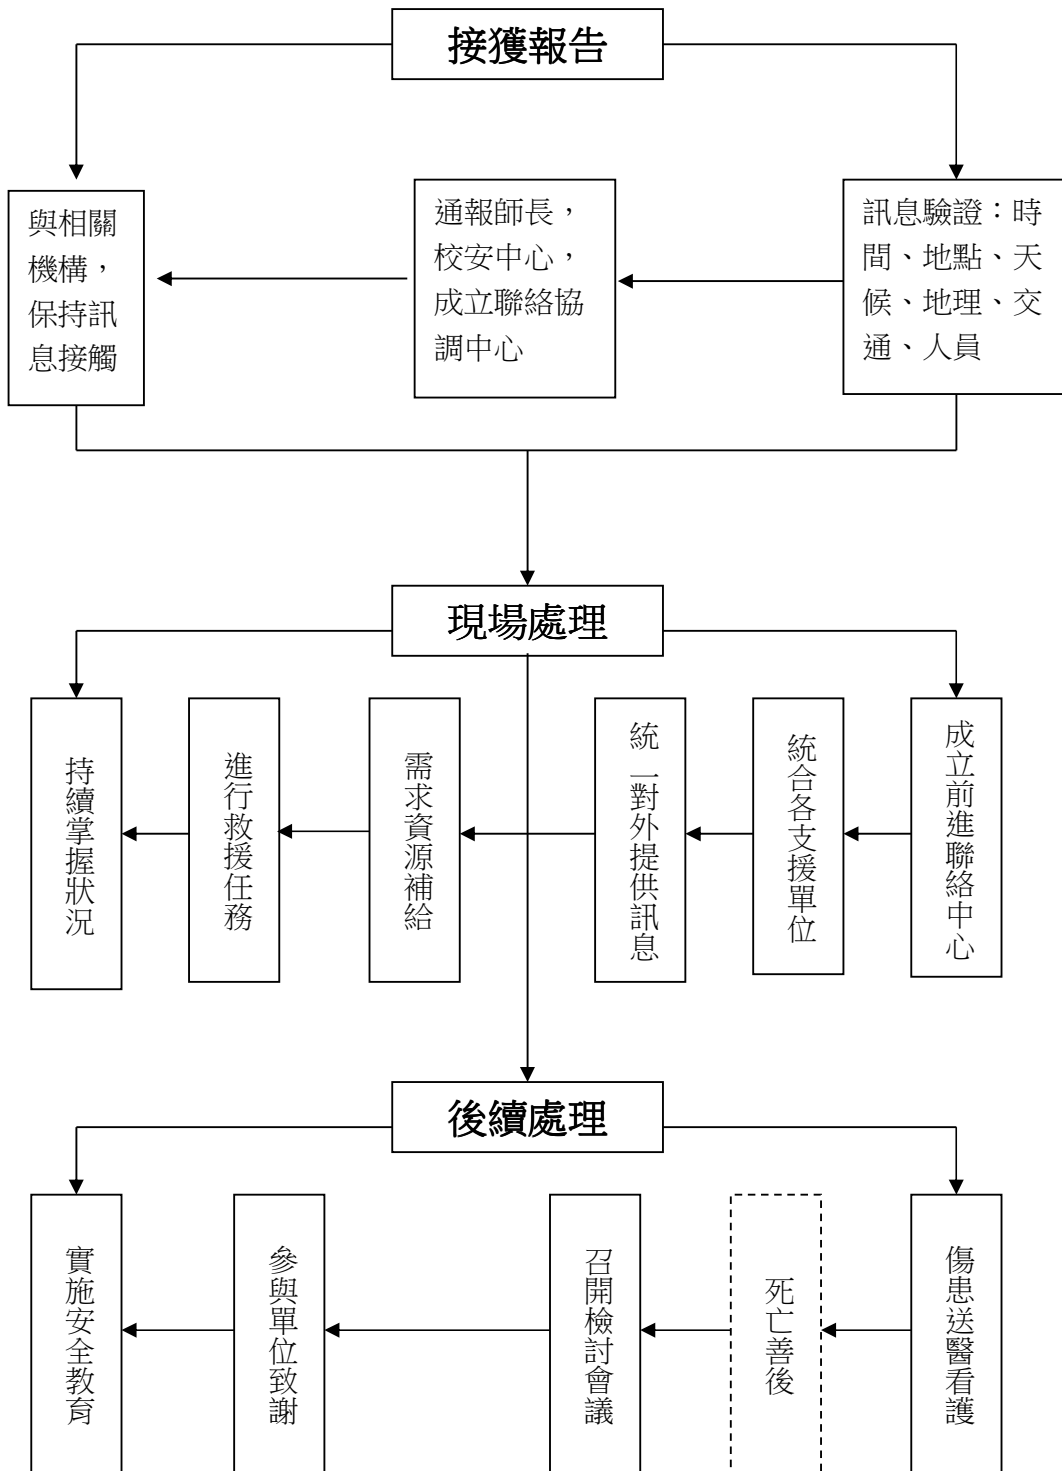 接獲報告
訊息驗證：時
間、地點、天
候、地理、交
通、人員
通報師長，
校安中心，
成立聯絡協
調中心
與相關
機構，
保持訊
息接觸
現場處理
成立前進聯絡中心
統合各支援單位
統一對外提供訊息
需求資源補給
進行救援任務
持續掌握狀況
後續處理
傷患送醫看護
死亡善後
召開檢討會議
參與單位致謝
實施安全教育